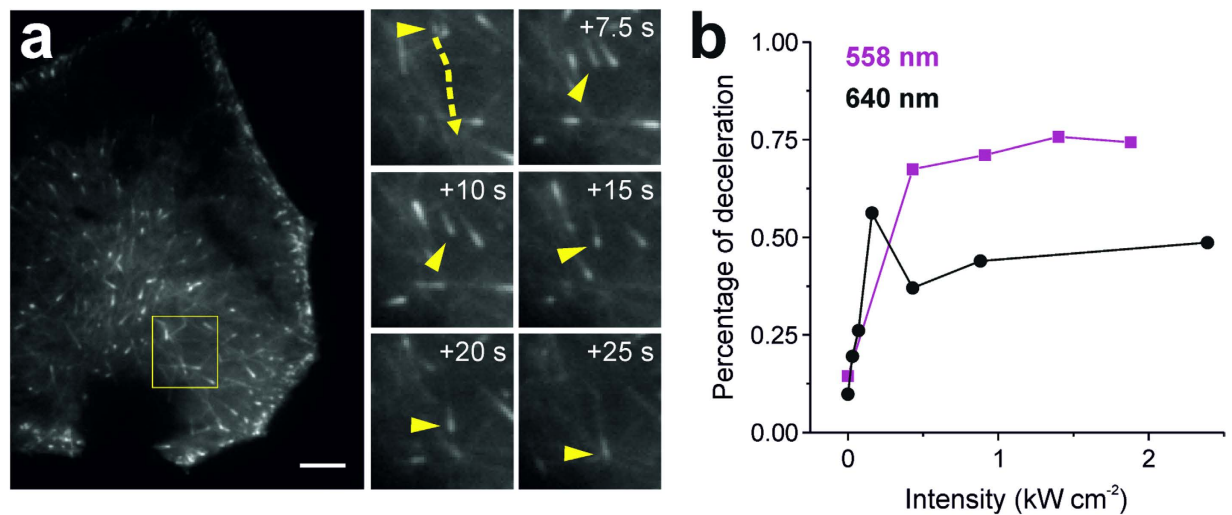 a
+7.5 s
+10 s
+15 s
+20 s
+25 s
b
558 nm
640 nm
Percentage of deceleration
1.00
0.75
0.50
0.25
0.00
0
1
2
Intensity (kW cm⁻²)